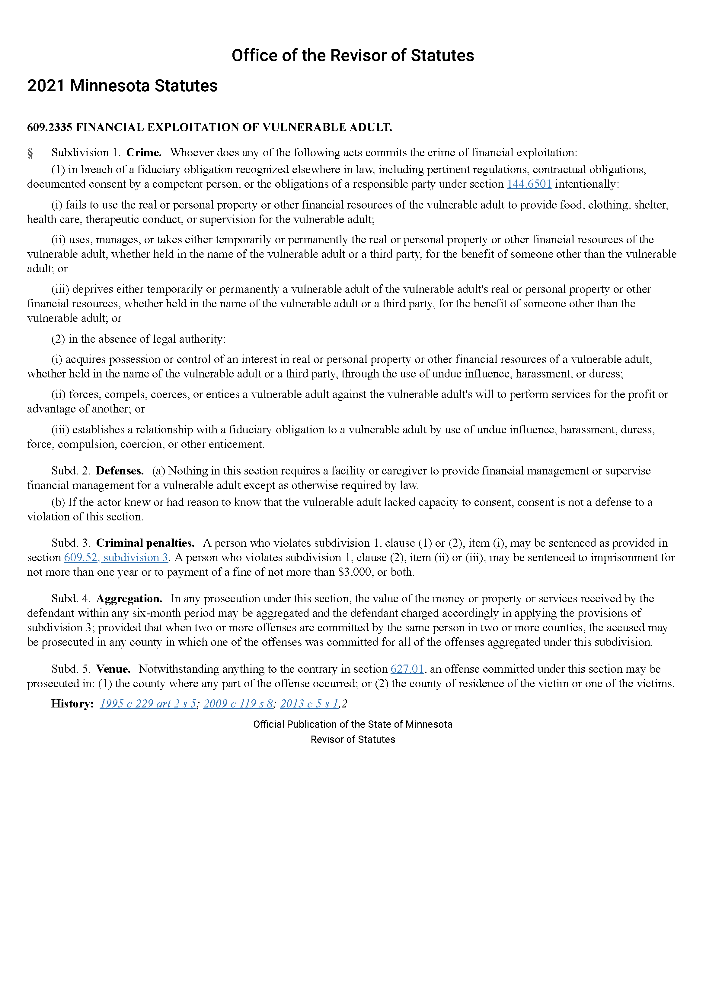 Office of the Revisor of Statutes
2021 Minnesota Statutes
609.2335 FINANCIAL EXPLOITATION OF VULNERABLE ADULT.
§ Subdivision 1. Crime. Whoever does any of the following acts commits the crime of financial exploitation:
(1) in breach of a fiduciary obligation recognized elsewhere in law, including pertinent regulations, contractual obligations,
documented consent by a competent person, or the obligations of a responsible party under section 144.6501 intentionally:
(i) fails to use the real or personal property or other financial resources of the vulnerable adult to provide food, clothing, shelter,
health care, therapeutic conduct, or supervision for the vulnerable adult;
(ii) uses, manages, or takes either temporarily or permanently the real or personal property or other financial resources of the
vulnerable adult, whether held in the name of the vulnerable adult or a third party, for the benefit of someone other than the vulnerable
adult; or
(iii) deprives either temporarily or permanently a vulnerable adult of the vulnerable adult's real or personal property or other
financial resources, whether held in the name of the vulnerable adult or a third party, for the benefit of someone other than the
vulnerable adult; or
(2) in the absence of legal authority:
(i) acquires possession or control of an interest in real or personal property or other financial resources of a vulnerable adult,
whether held in the name of the vulnerable adult or a third party, through the use of undue influence, harassment, or duress;
(ii) forces, compels, coerces, or entices a vulnerable adult against the vulnerable adult's will to perform services for the profit or
advantage of another; or
(iii) establishes a relationship with a fiduciary obligation to a vulnerable adult by use of undue influence, harassment, duress,
force, compulsion, coercion, or other enticement.
Subd. 2. Defenses. (a) Nothing in this section requires a facility or caregiver to provide financial management or supervise
financial management for a vulnerable adult except as otherwise required by law.
(b) If the actor knew or had reason to know that the vulnerable adult lacked capacity to consent, consent is not a defense to a
violation of this section.
Subd. 3. Criminal penalties. A person who violates subdivision 1, clause (1) or (2), item (i), may be sentenced as provided in
section 609.52, subdivision 3. A person who violates subdivision 1, clause (2), item (ii) or (iii), may be sentenced to imprisonment for
not more than one year or to payment of a fine of not more than $3,000, or both.
Subd. 4. Aggregation. In any prosecution under this section, the value of the money or property or services received by the
defendant within any six-month period may be aggregated and the defendant charged accordingly in applying the provisions of
subdivision 3; provided that when two or more offenses are committed by the same person in two or more counties, the accused may
be prosecuted in any county in which one of the offenses was committed for all of the offenses aggregated under this subdivision.
Subd. 5. Venue. Notwithstanding anything to the contrary in section 627.01, an offense committed under this section may be
prosecuted in: (1) the county where any part of the offense occurred; or (2) the county of residence of the victim or one of the victims.
History: 1995 c 229 art 2 s 5; 2009 c 119 s 8; 2013 c 5 s 1,2
Official Publication of the State of Minnesota
Revisor of Statutes